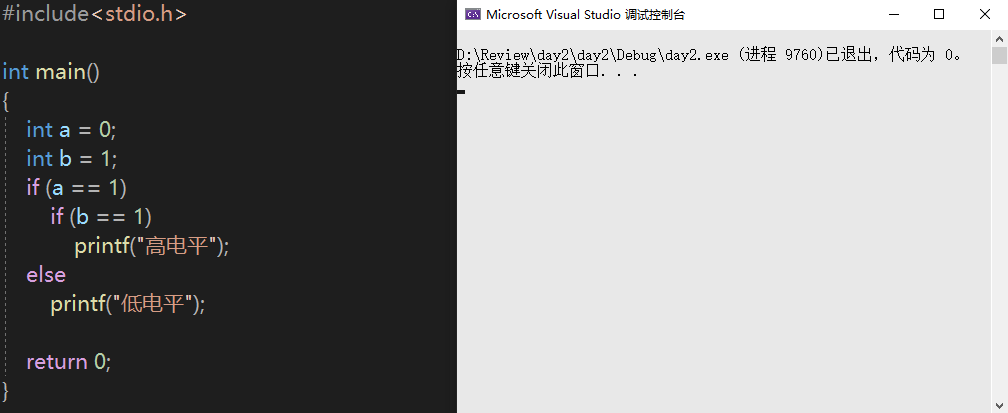 #include<stdio.h>
int main()
{
int a = 0;
int b = 1;
if (a == 1)
if (b == 1)
printf("高电平");
else
printf("低电平");
return 0;
}
Microsoft Visual Studio 调试控制台
D:\Review\day2\day2\Debug\day2.exe (进程 9760)已退出，代码为 0。
按任意键关闭此窗口. . .